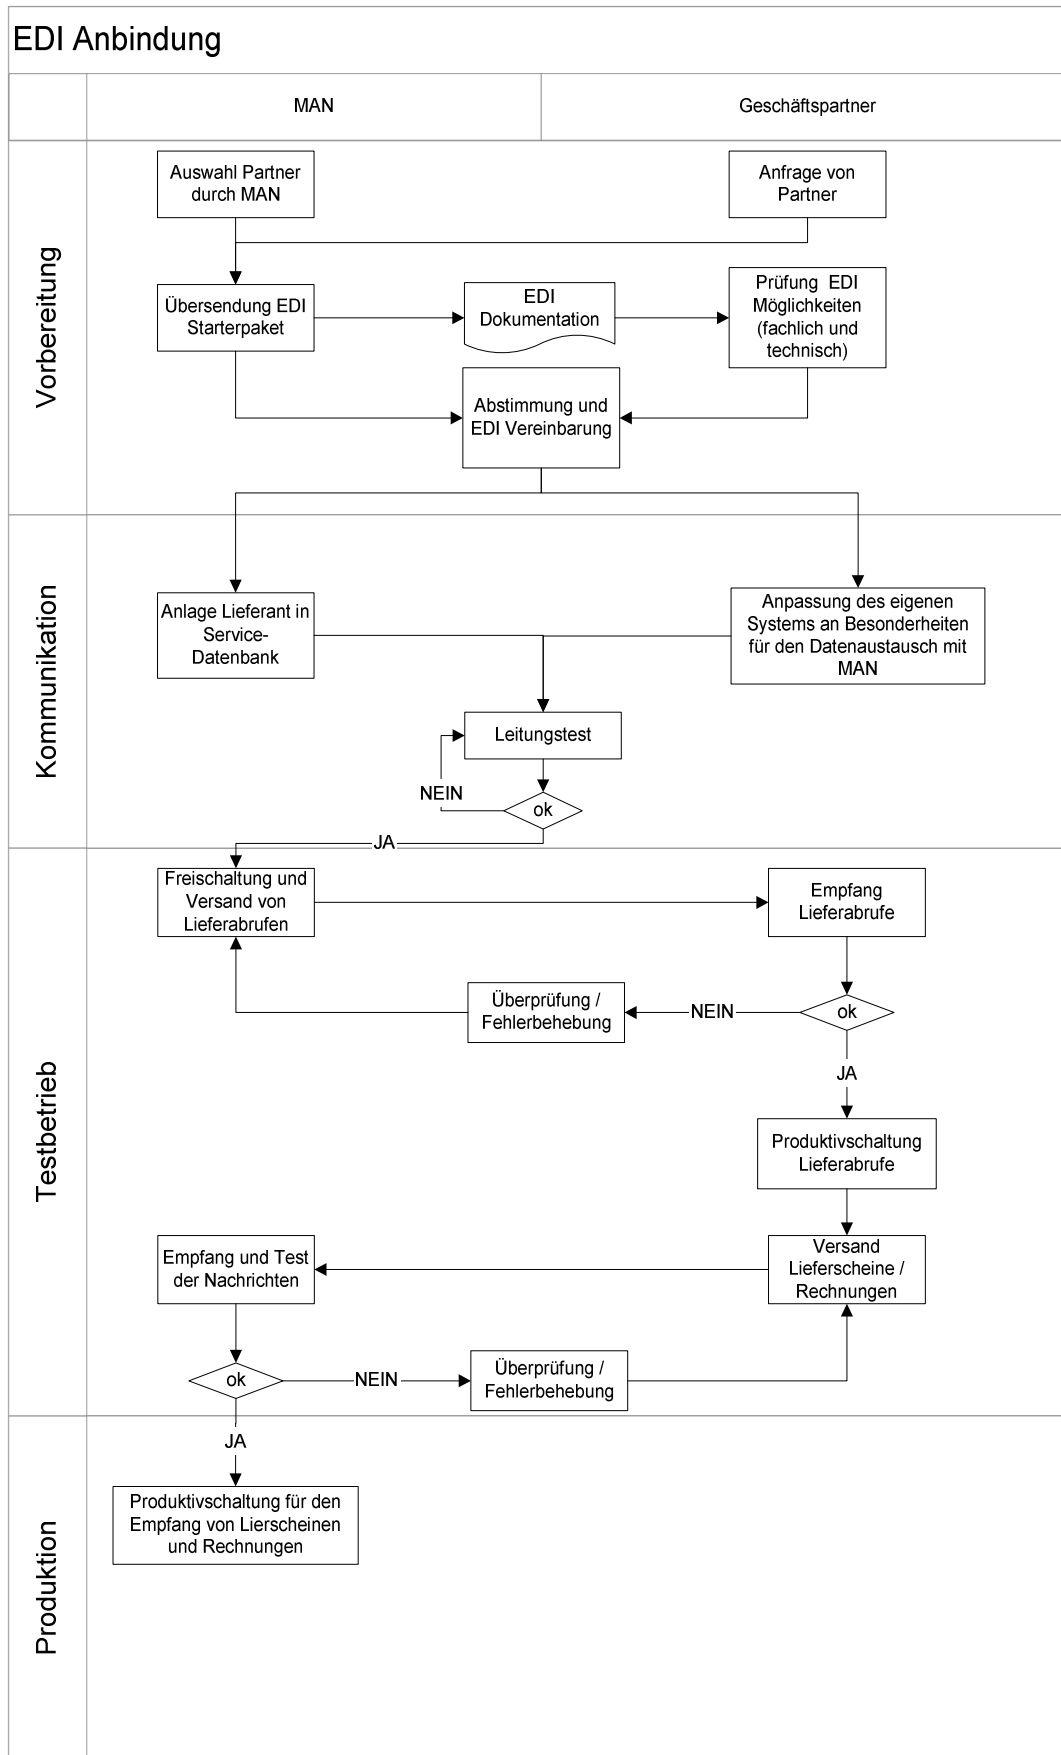 EDI Anbindung
MAN
Geschäftspartner
Vorbereitung
Auswahl Partner
durch MAN
Anfrage von
Partner
Übersendung EDI
Starterpaket
EDI
Dokumentation
Prüfung EDI
Möglichkeiten
(fachlich und
technisch)
Abstimmung und
EDI Vereinbarung
Kommunikation
Anlage Lieferant in
Service-
Datenbank
Anpassung des eigenen
Systems an Besonderheiten
für den Datenaustausch mit
MAN
Leitungstest
NEIN
ok
JA
Testbetrieb
Freischaltung und
Versand von
Lieferabrufen
Empfang
Lieferabrufe
Überprüfung /
Fehlerbehebung
NEIN
ok
JA
Produktivschaltung
Lieferabrufe
Empfang und Test
der Nachrichten
Versand
Lieferscheine /
Rechnungen
ok
NEIN
Überprüfung /
Fehlerbehebung
Produktion
JA
Produktivschaltung für den
Empfang von Lierscheinen
und Rechnungen